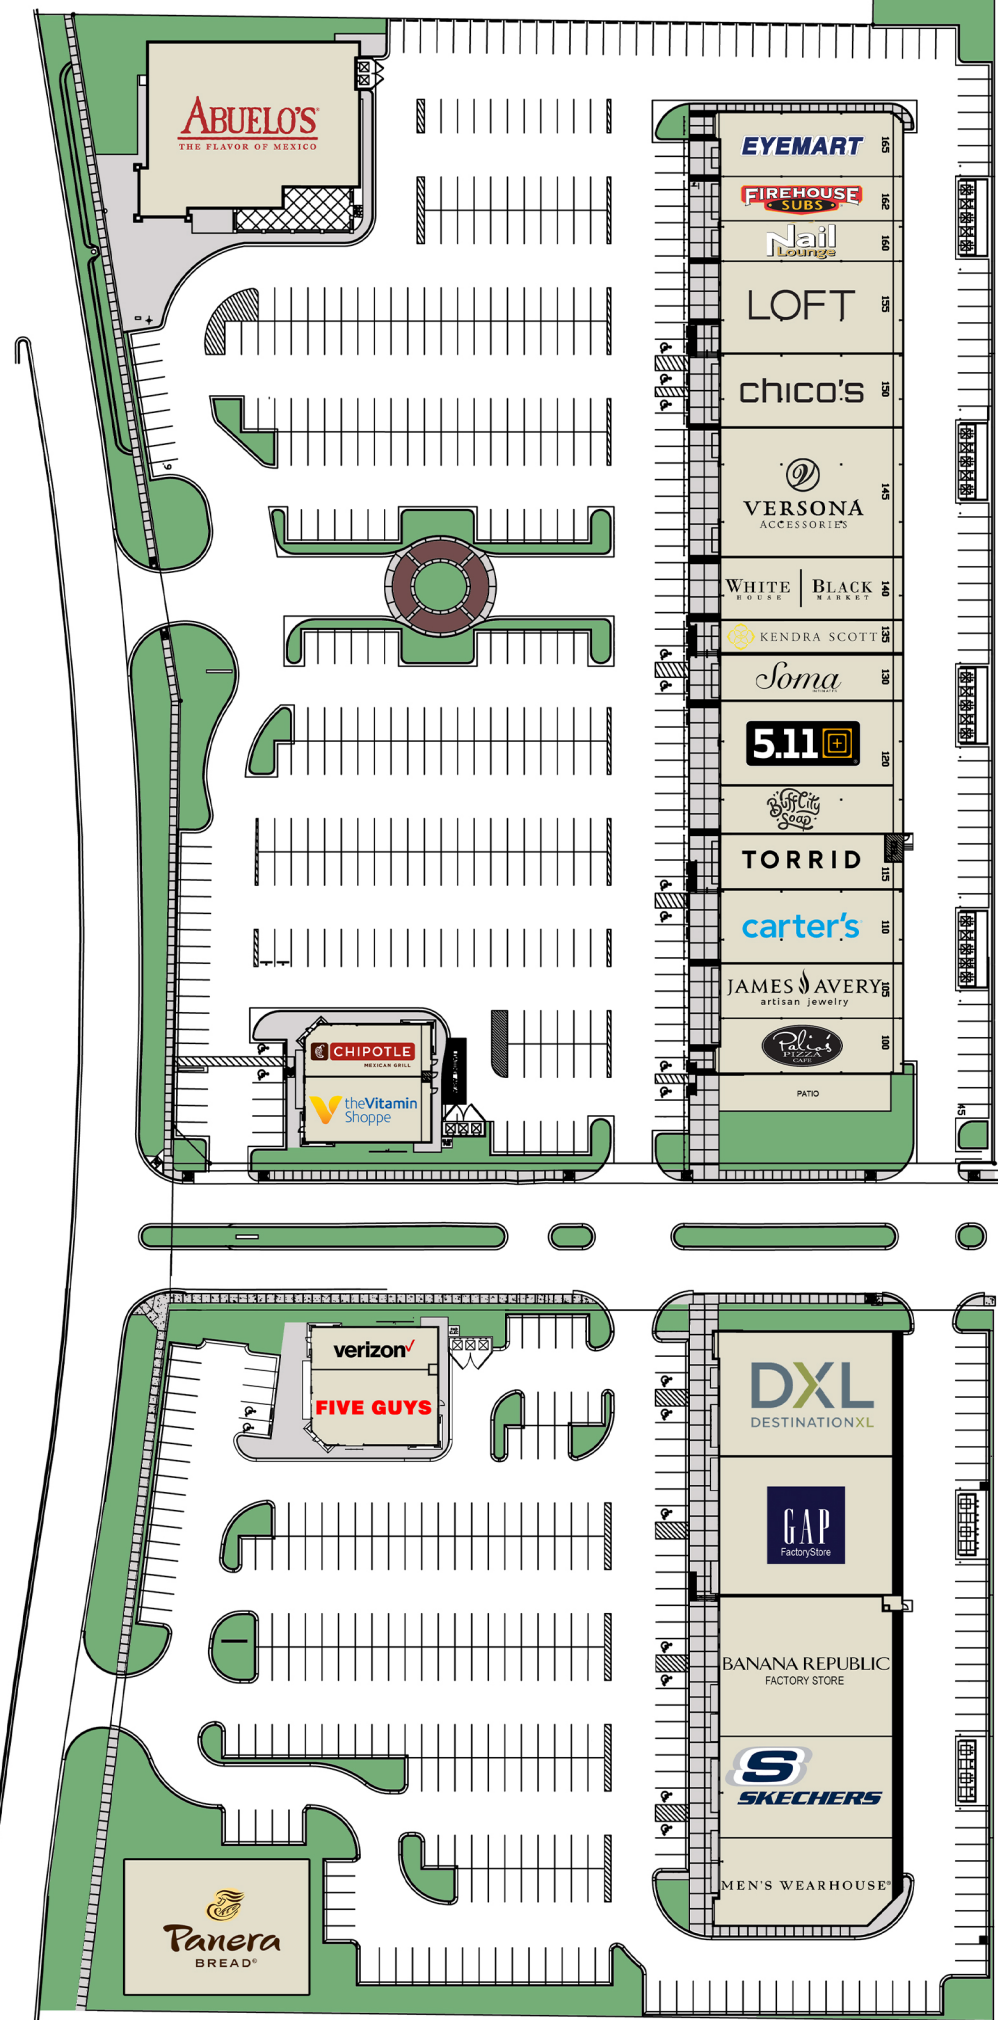 ABUELO'S
THE FLAVOR OF MEXICO
EYEMART
165
FIREHOUSE
SUBS
162
Nail
Lounge
160
LOFT
155
chico's
150
9
VERSONA
ACCESSORIES
145
WHITE | BLACK
HOUSE MARKET
140
KENDRA SCOTT
135
Soma
INTIMATES
130
5.11
120
Buff City
Soap
TORRID
115
carter's
110
JAMES AVERY
artisan jewelry
105
Palio's
PIZZA
CAFE
100
CHIPOTLE
MEXICAN GRILL
theVitamin
Shoppe
PATIO
45
verizon
FIVE GUYS
DXL
DESTINATIONXL
GAP
FactoryStore
BANANA REPUBLIC
FACTORY STORE
S
SKECHERS
MEN'S WEARHOUSE®
Panera
BREAD®